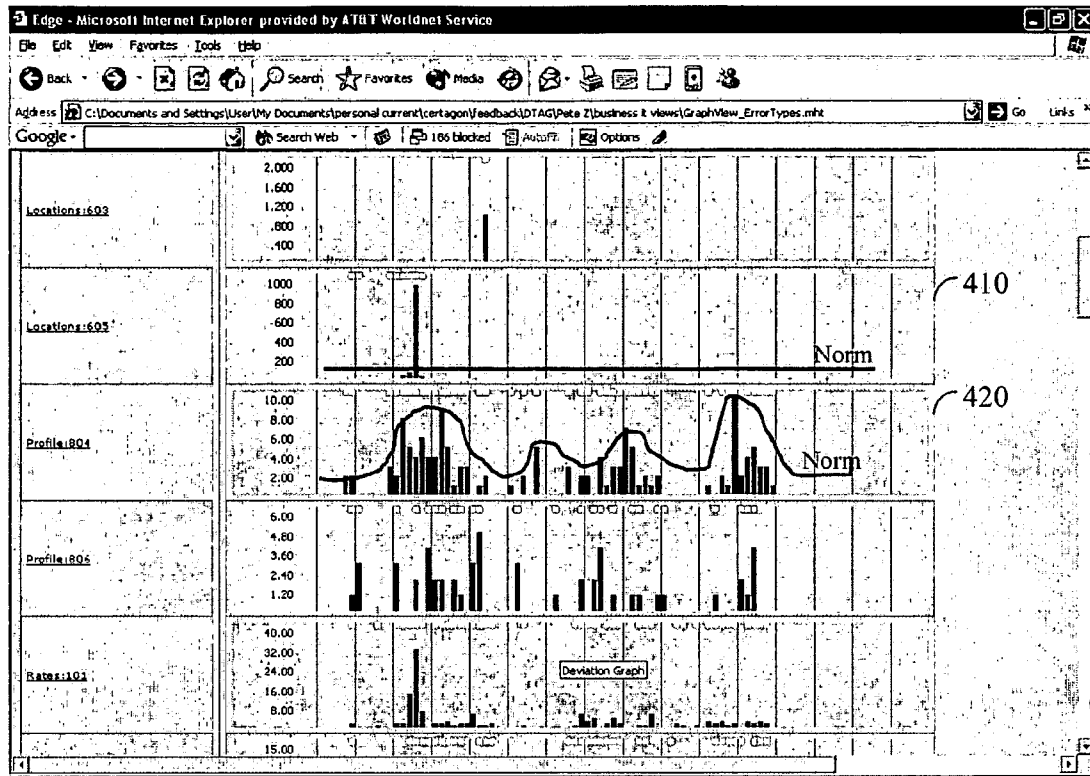 Edge - Microsoft Internet Explorer provided by AT&T Worldnet Service
File Edit View Favorites Tools Help
Back Search Favorites Media
Address C:\Documents and Settings\User\My Documents\personal current\certagon\feedback\DTAG\Pete Z\business it views\GraphView_ErrorTypes.mht Go Links
Google Search Web 186 blocked Options
Locations:603
2.000
1.600
1.200
.800
.400
Locations:605
1000
800
600
400
200
Norm
410
Profile:804
10.00
8.00
6.00
4.00
2.00
Norm
420
Profile:806
6.00
4.80
3.60
2.40
1.20
Rates:101
40.00
32.00
24.00
16.00
8.00
Deviation Graph
15.00